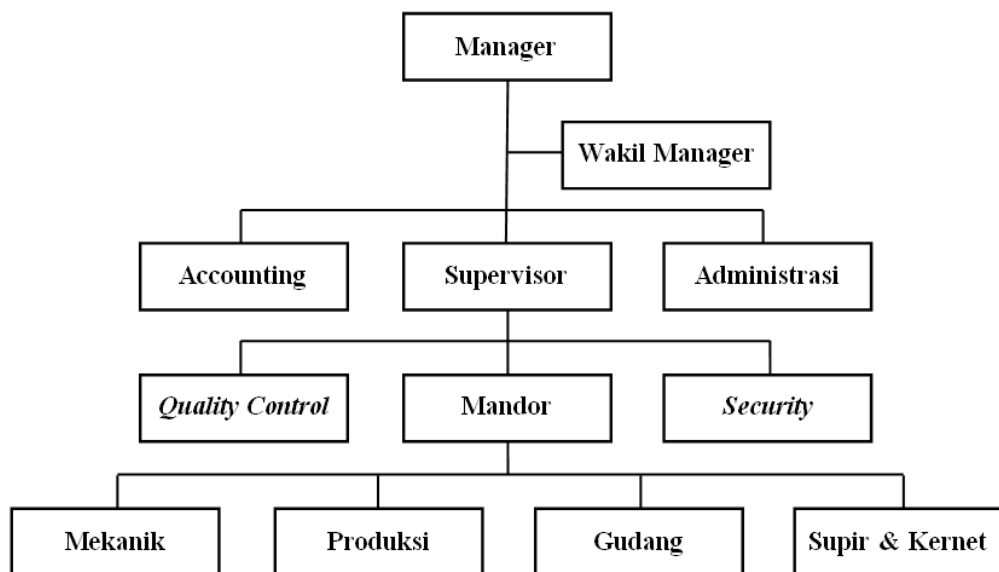 Manager
Wakil Manager
Accounting
Supervisor
Administrasi
Quality Control
Mandor
Security
Mekanik
Produksi
Gudang
Supir & Kernet